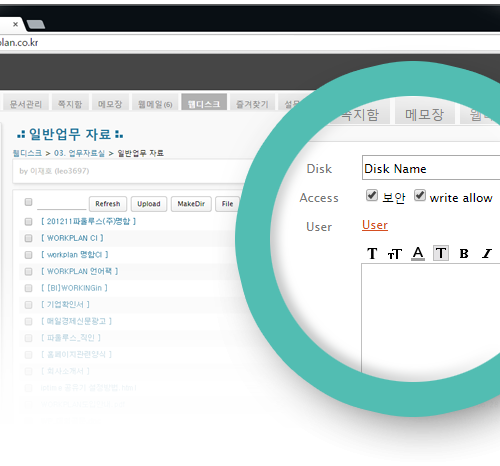 plan.co.kr
문서관리 쪽지함 메모장 웹메일(6) 웹디스크 즐겨찾기
일반업무 자료
웹디스크 > 03. 업무자료실 > 일반업무 자료
by 이재호 (leo3697)
Refresh Upload MakeDir File
[ 201211파플루스(주)명함 ]
[ WORKPLAN CI ]
[ workplan 명함CI ]
[ WORKPLAN 언어팩 ]
[ [BI]WORKINGin ]
[ 기업확인서 ]
[ 매일경제신문광고 ]
[ 파플루스_직인 ]
[ 홈페이지관련양식 ]
[ 회사소개서 ]
쪽지함 메모장
Disk Disk Name
Access 보안 write allow
User User
T тT A T B I